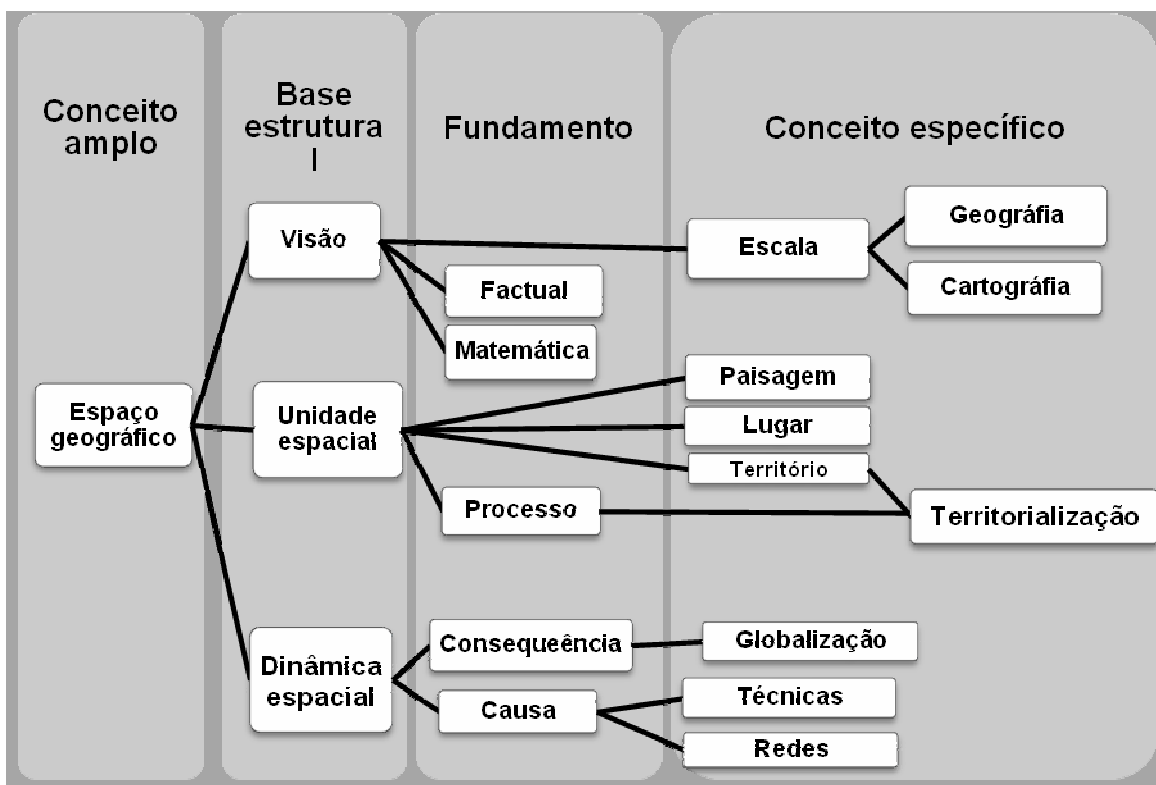 Conceito
amplo
Base
estrutura
l
Fundamento
Conceito específico
Visão
Escala
Geográfia
Cartográfia
Factual
Matemática
Espaço
geográfico
Unidade
espacial
Paisagem
Lugar
Território
Processo
Territorialização
Dinâmica
espacial
Consequeência
Globalização
Causa
Técnicas
Redes